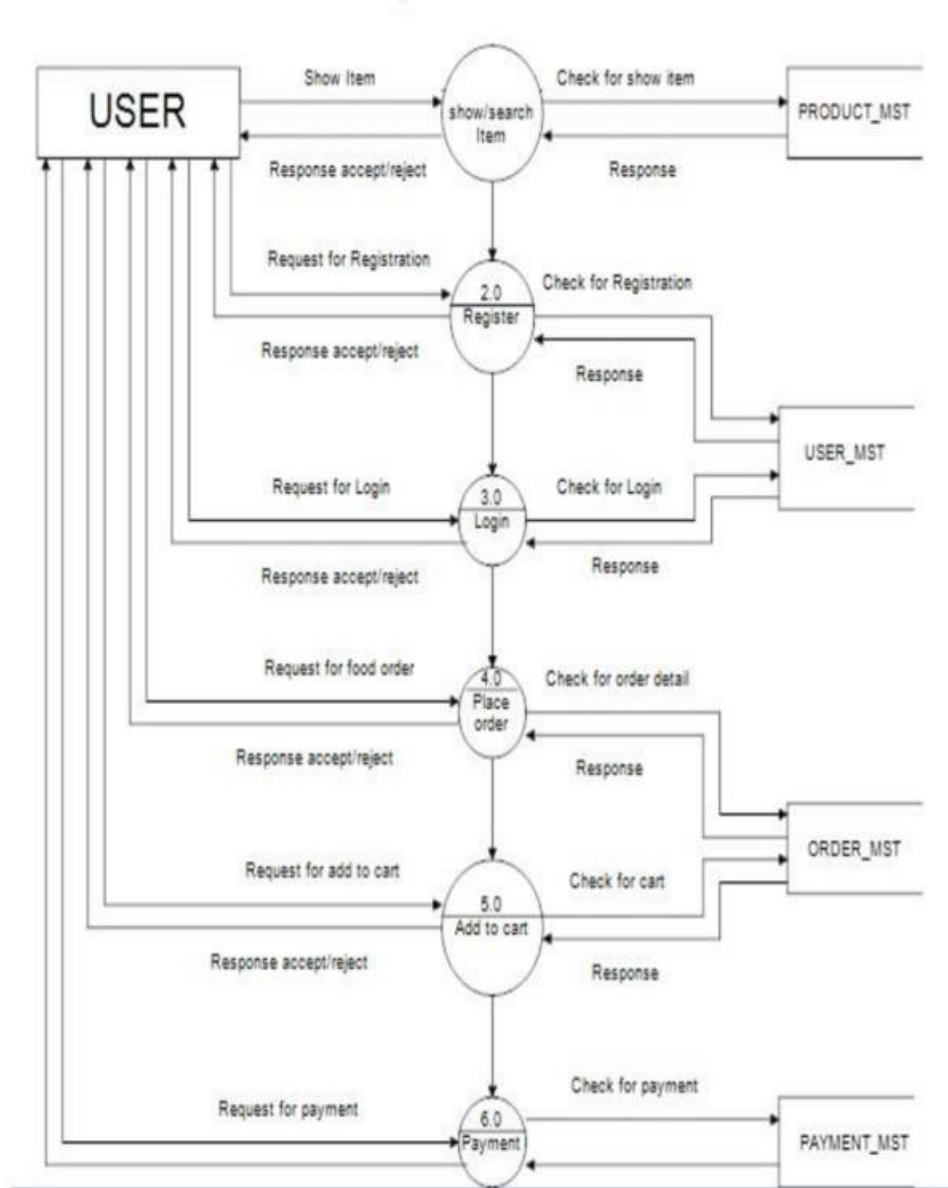 Show Item
Check for show item
USER
show/search
Item
PRODUCT_MST
Response accept/reject
Response
Request for Registration
Check for Registration
2.0
Register
Response accept/reject
Response
USER_MST
Request for Login
Check for Login
3.0
Login
Response accept/reject
Response
Request for food order
Check for order detail
4.0
Place
order
Response accept/reject
Response
ORDER_MST
Request for add to cart
Check for cart
5.0
Add to cart
Response accept/reject
Response
Check for payment
Request for payment
6.0
Payment
PAYMENT_MST